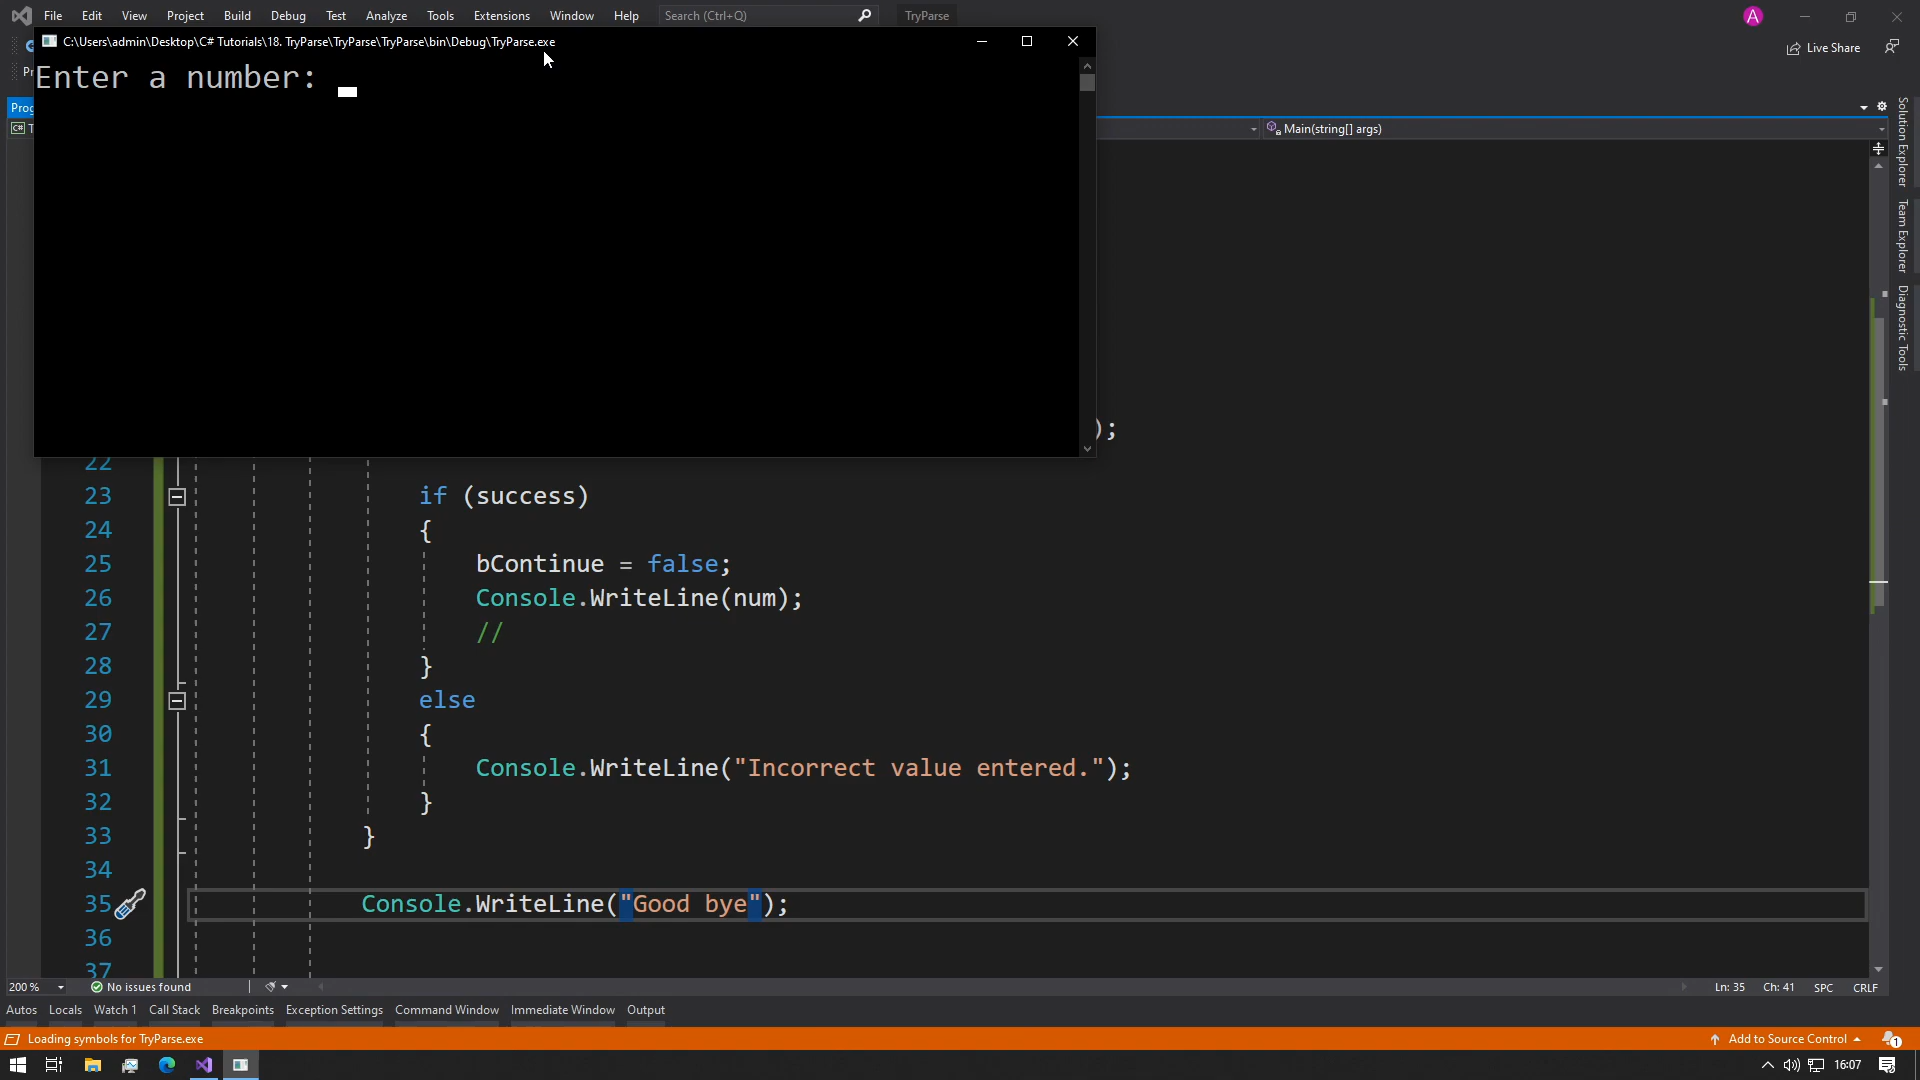 File Edit View Project Build Debug Test Analyze Tools Extensions Window Help Search (Ctrl+Q) TryParse
A
C:\Users\admin\Desktop\C# Tutorials\18. TryParse\TryParse\TryParse\bin\Debug\TryParse.exe
Live Share
Enter a number:
Main(string[] args)
Solution Explorer
Team Explorer
Diagnostic Tools
);
22
23 if (success)
24 {
25 bContinue = false;
26 Console.WriteLine(num);
27 //
28 }
29 else
30 {
31 Console.WriteLine("Incorrect value entered.");
32 }
33 }
34
35 Console.WriteLine("Good bye");
36
37
200 % No issues found Ln: 35 Ch: 41 SPC CRLF
Autos Locals Watch 1 Call Stack Breakpoints Exception Settings Command Window Immediate Window Output
Loading symbols for TryParse.exe Add to Source Control 1
16:07